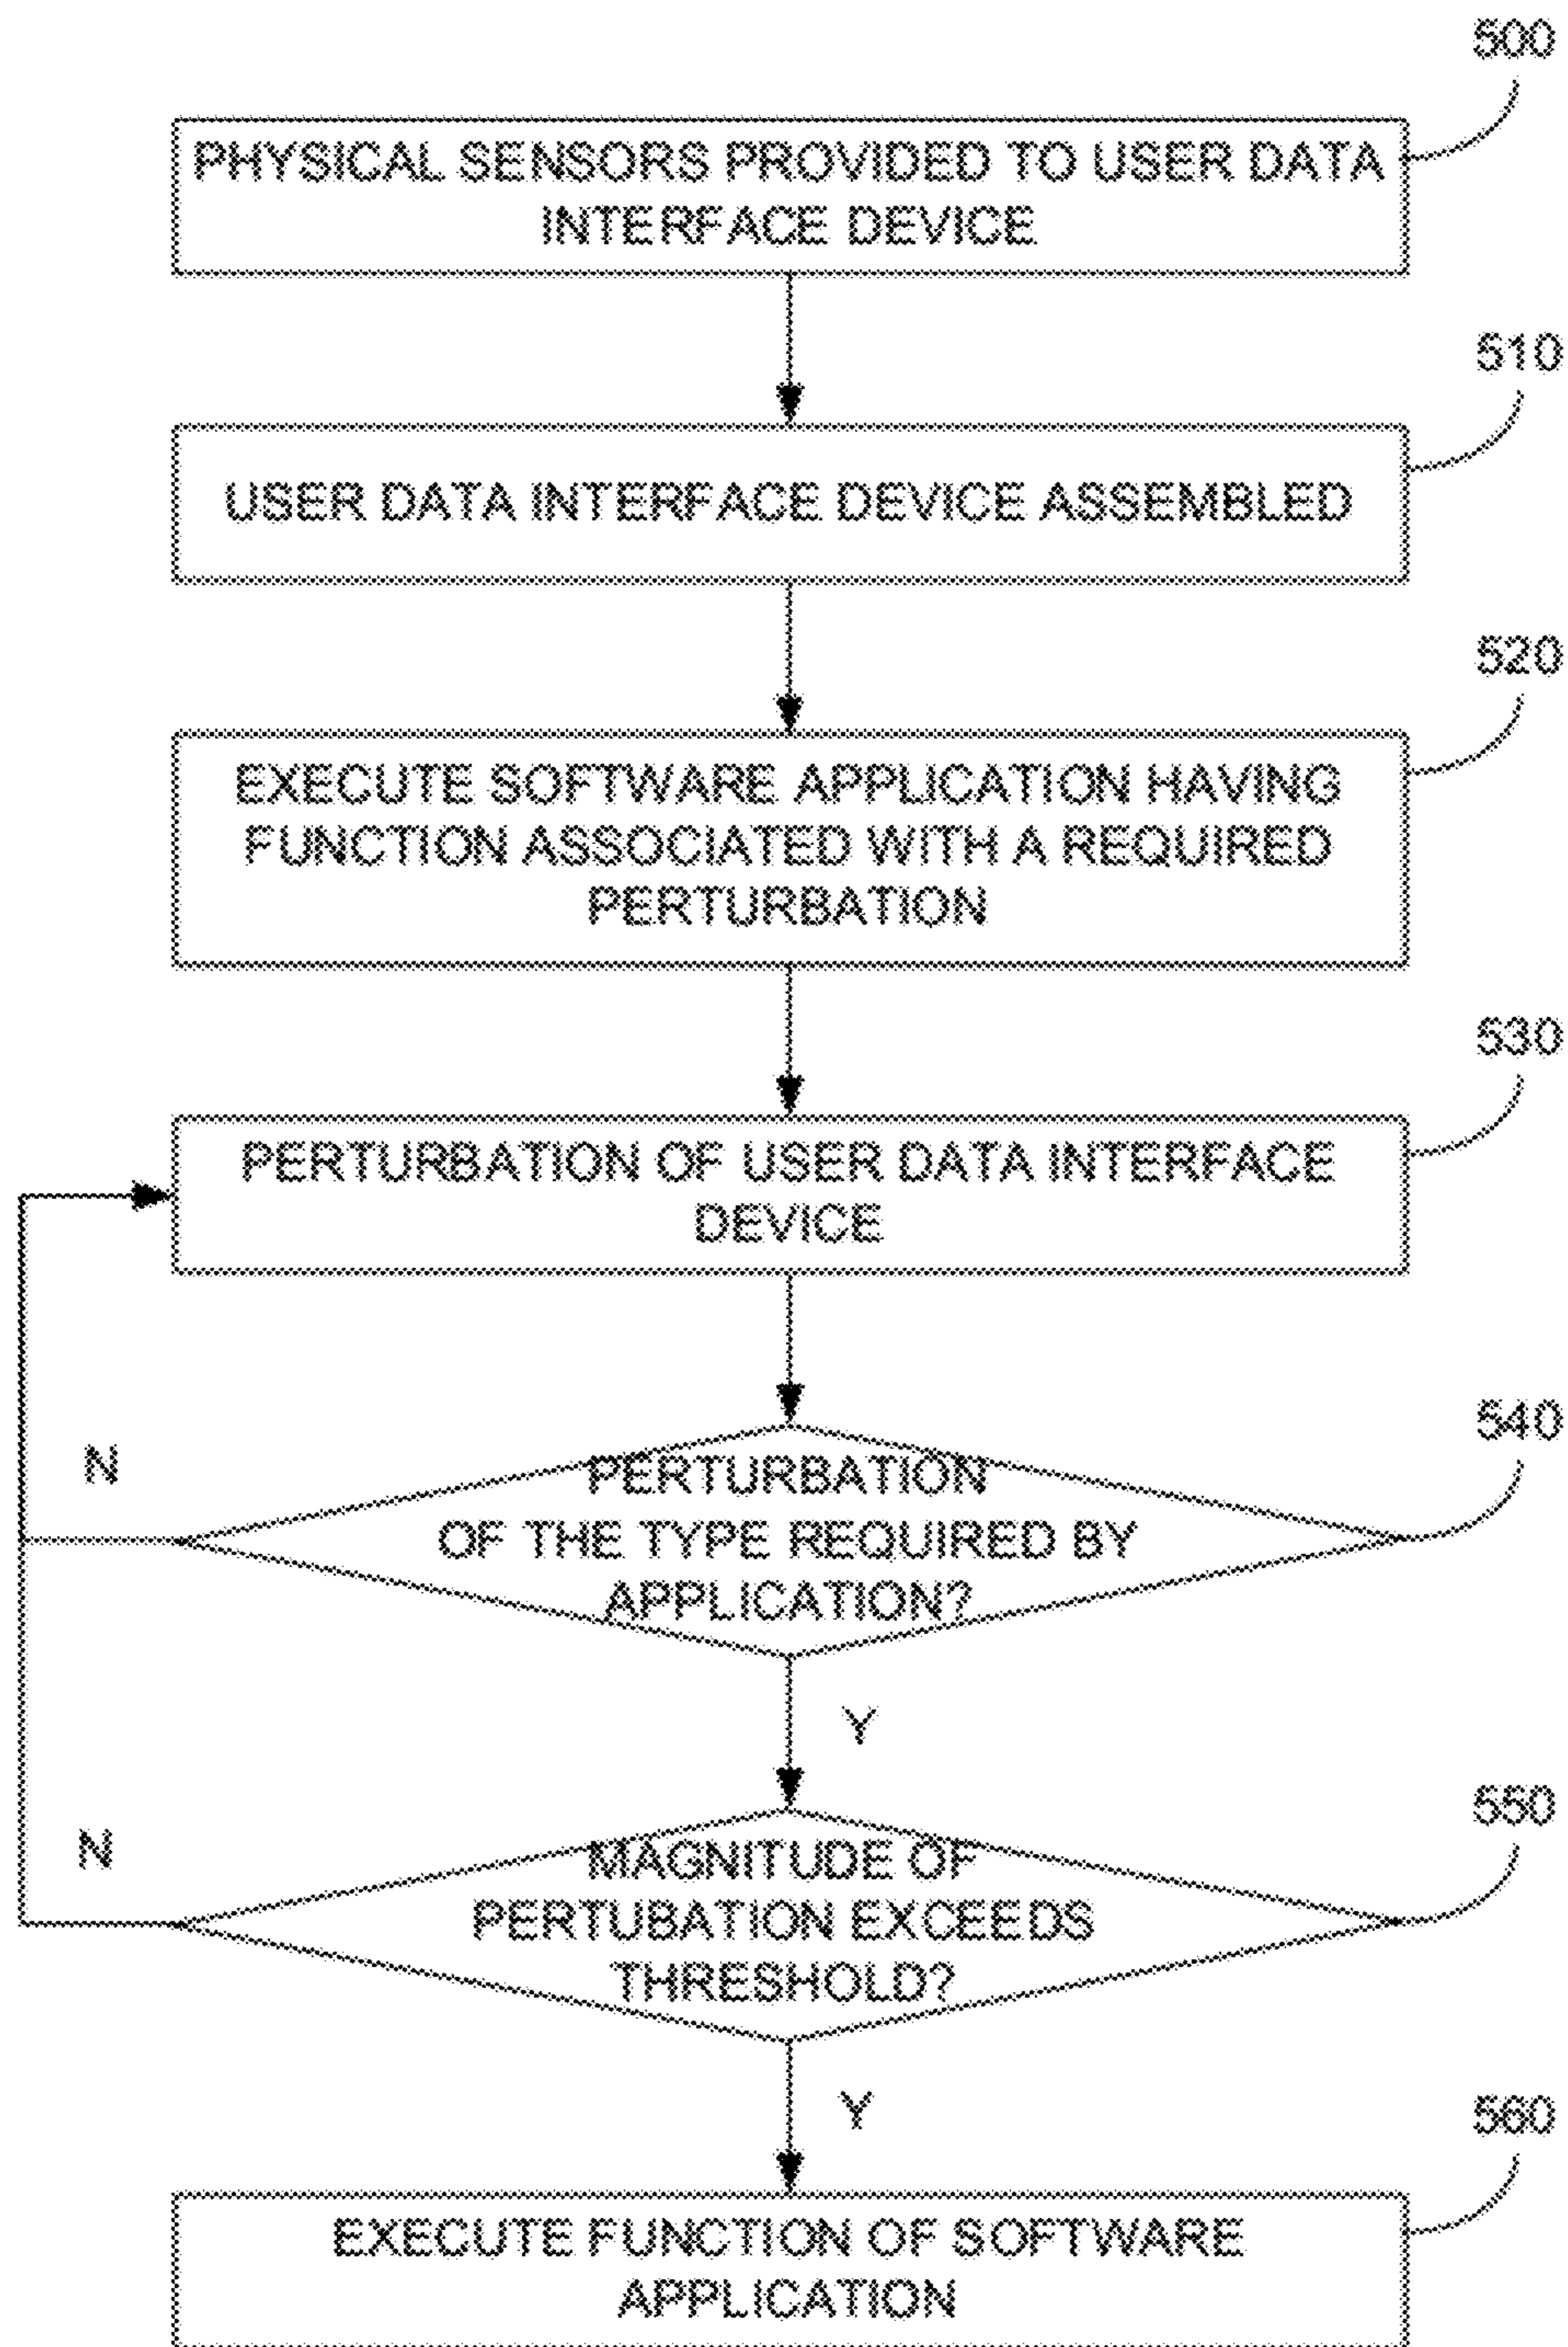 500
PHYSICAL SENSORS PROVIDED TO USER DATA
INTERFACE DEVICE
510
USER DATA INTERFACE DEVICE ASSEMBLED
520
EXECUTE SOFTWARE APPLICATION HAVING
FUNCTION ASSOCIATED WITH A REQUIRED
PERTURBATION
530
PERTURBATION OF USER DATA INTERFACE
DEVICE
540
N
PERTURBATION
OF THE TYPE REQUIRED BY
APPLICATION?
Y
550
N
MAGNITUDE OF
PERTUBATION EXCEEDS
THRESHOLD?
Y
560
EXECUTE FUNCTION OF SOFTWARE
APPLICATION